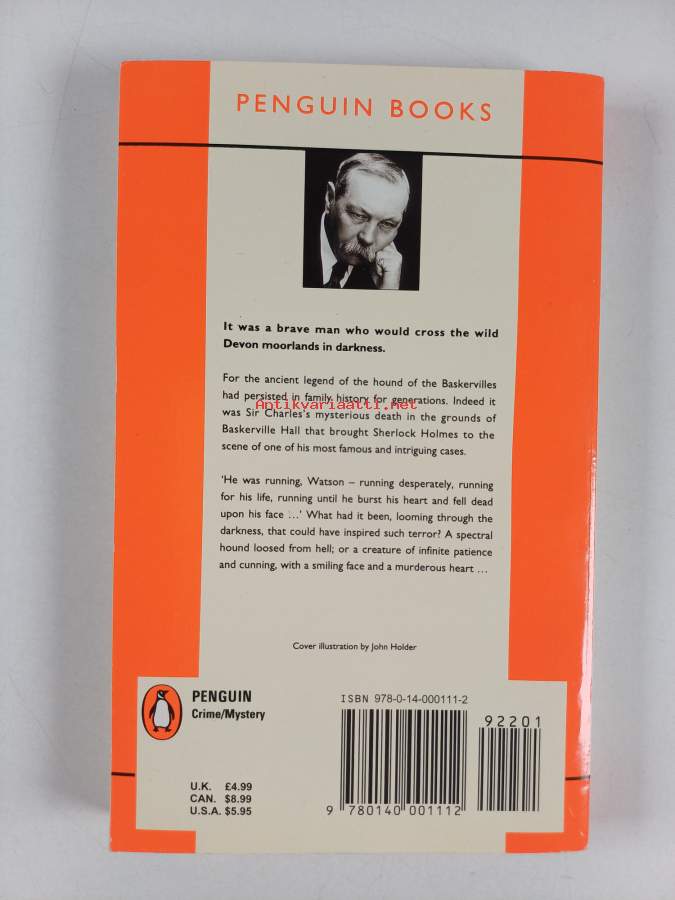 PENGUIN BOOKS
It was a brave man who would cross the wild
Devon moorlands in darkness.
For the ancient legend of the hound of the Baskervilles
had persisted in family history for generations. Indeed it
Antikvariaatti.net
was Sir Charles's mysterious death in the grounds of
Baskerville Hall that brought Sherlock Holmes to the
scene of one of his most famous and intriguing cases.
'He was running, Watson – running desperately, running
for his life, running until he burst his heart and fell dead
upon his face ...' What had it been, looming through the
darkness, that could have inspired such terror? A spectral
hound loosed from hell; or a creature of infinite patience
and cunning, with a smiling face and a murderous heart ...
Cover illustration by John Holder
PENGUIN
Crime/Mystery
U.K. £4.99
CAN. $8.99
U.S.A. $5.95
ISBN 978-0-14-000111-2
92201
9 780140 001112